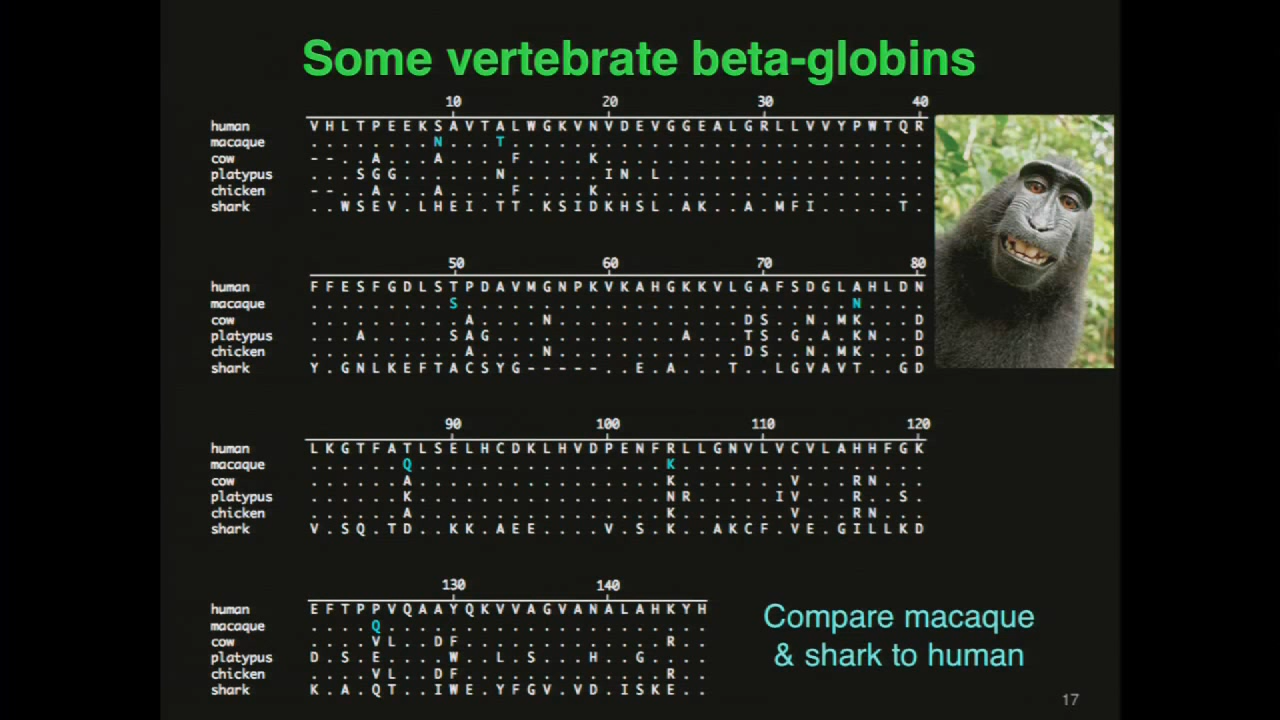 Some vertebrate beta-globins
10 20 30 40
human V H L T P E E K S A V T A L W G K V N V D E V G G E A L G R L L V V Y P W T Q R
macaque . . . . . . . . N . . . T . . . . . . . . . . . . . . . . . . . . . . . . . . .
cow - - . . A . . . A . . . . F . . . . K . . . . . . . . . . . . . . . . . . . . .
platypus . . . S G G . . . . . . N . . . . . . I N . L . . . . . . . . . . . . . . . . .
chicken - - . . A . . . A . . . . F . . . . K . . . . . . . . . . . . . . . . . . . . .
shark . . W S E V . L H E I . T T . K S I D K H S L . A K . . A . M F I . . . . . T .
50 60 70 80
human F F E S F G D L S T P D A V M G N P K V K A H G K K V L G A F S D G L A H L D N
macaque . . . . . . . . . S . . . . . . . . . . . . . . . . . . . . . . . . . N . . . .
cow . . . . . . . . . . A . . . . N . . . . . . . . . . . . D S . . N . M K . . . D
platypus . . . A . . . . . S A G . . . . . . . . . . . . A . . . T S . G . A . K N . . D
chicken . . . . . . . . . . A . . . . N . . . . . . . . . . . . D S . . N . M K . . . D
shark Y . G N L K E F T A C S Y G - - - - - . . E . A . . . T . . L G V A V T . . G D
90 100 110 120
human L K G T F A T L S E L H C D K L H V D P E N F R L L G N V L V C V L A H H F G K
macaque . . . . . . Q . . . . . . . . . . . . . . . . K . . . . . . . . . . . . . . . .
cow . . . . . . A . . . . . . . . . . . . . . . . K . . . . . . . V . . . R N . . .
platypus . . . . . . K . . . . . . . . . . . . . . . . N R . . . . . I V . . . R . . S .
chicken . . . . . . A . . . . . . . . . . . . . . . . K . . . . . . . V . . . R N . . .
shark V . S Q . T D . . K K . A E E . . . . V . S . K . . A K C F . V E . G I L L K D
130 140
human E F T P P V Q A A Y Q K V V A G V A N A L A H K Y H
macaque . . . . Q . . . . . . . . . . . . . . . . . . . . .
cow . . . . V L . . D F . . . . . . . . . . . . . R . .
platypus D . S . E . . . . W . . L . S . . . H . . G . . . .
chicken . . . . V L . . D F . . . . . . . . . . . . . R . .
shark K . A . Q T . . I W E . Y F G V . V D . I S K E . .
Compare macaque
& shark to human
17